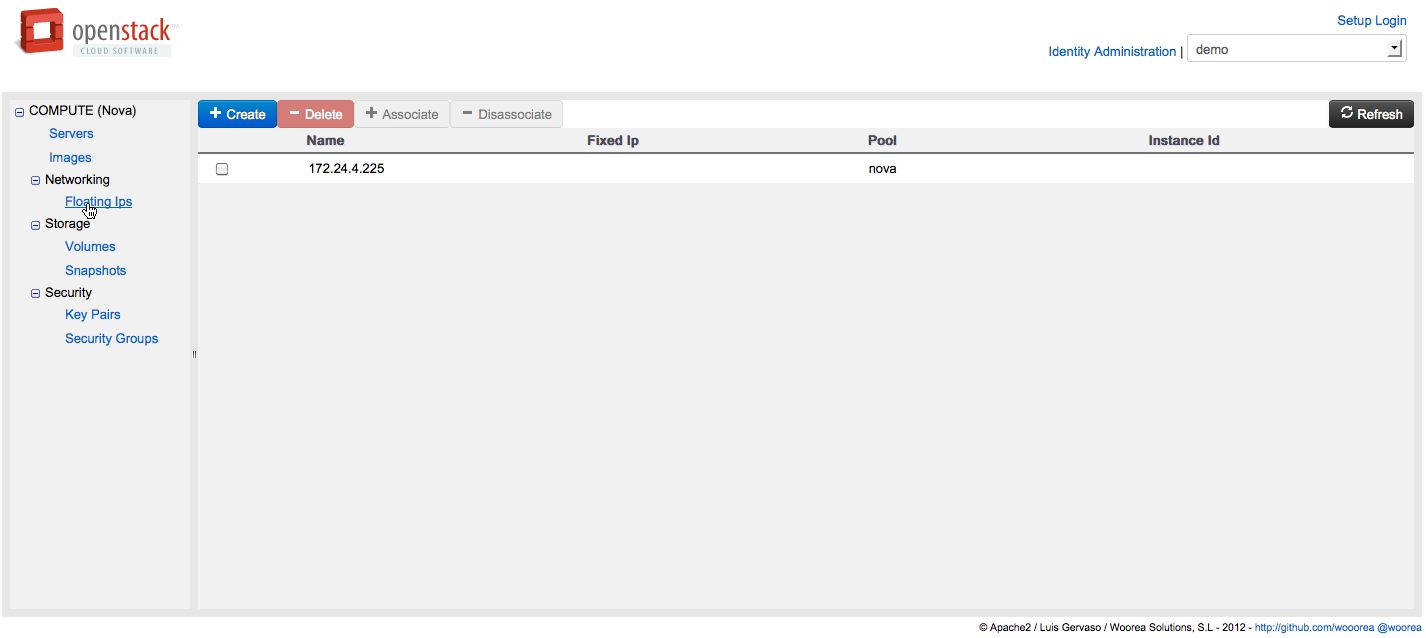 openstack™
CLOUD SOFTWARE
Setup Login
Identity Administration | demo
COMPUTE (Nova)
Servers
Images
Networking
Floating Ips
Storage
Volumes
Snapshots
Security
Key Pairs
Security Groups
+ Create − Delete + Associate − Disassociate Refresh
Name Fixed Ip Pool Instance Id
172.24.4.225 nova
© Apache2 / Luis Gervaso / Woorea Solutions, S.L - 2012 - http://github.com/wooorea @woorea